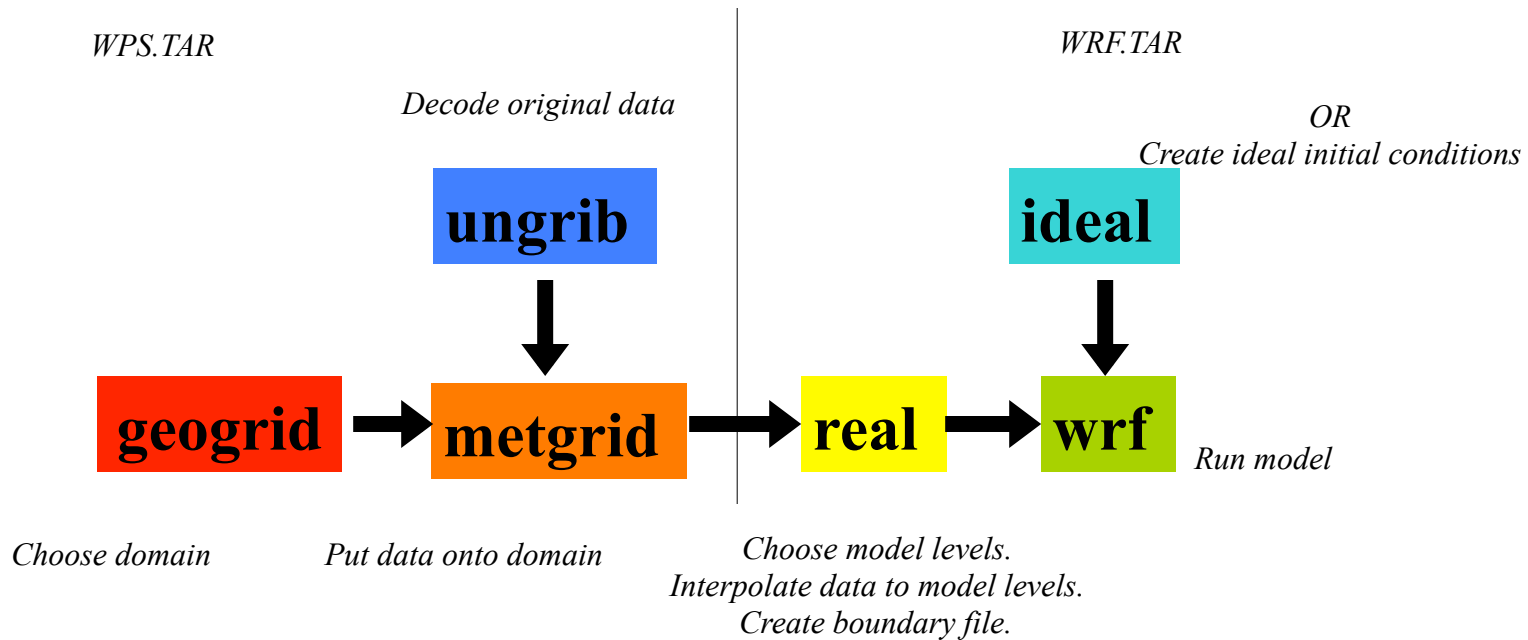 WPS.TAR
WRF.TAR
Decode original data
OR
Create ideal initial conditions
ungrib
ideal
geogrid
metgrid
real
wrf
Run model
Choose domain
Put data onto domain
Choose model levels.
Interpolate data to model levels.
Create boundary file.